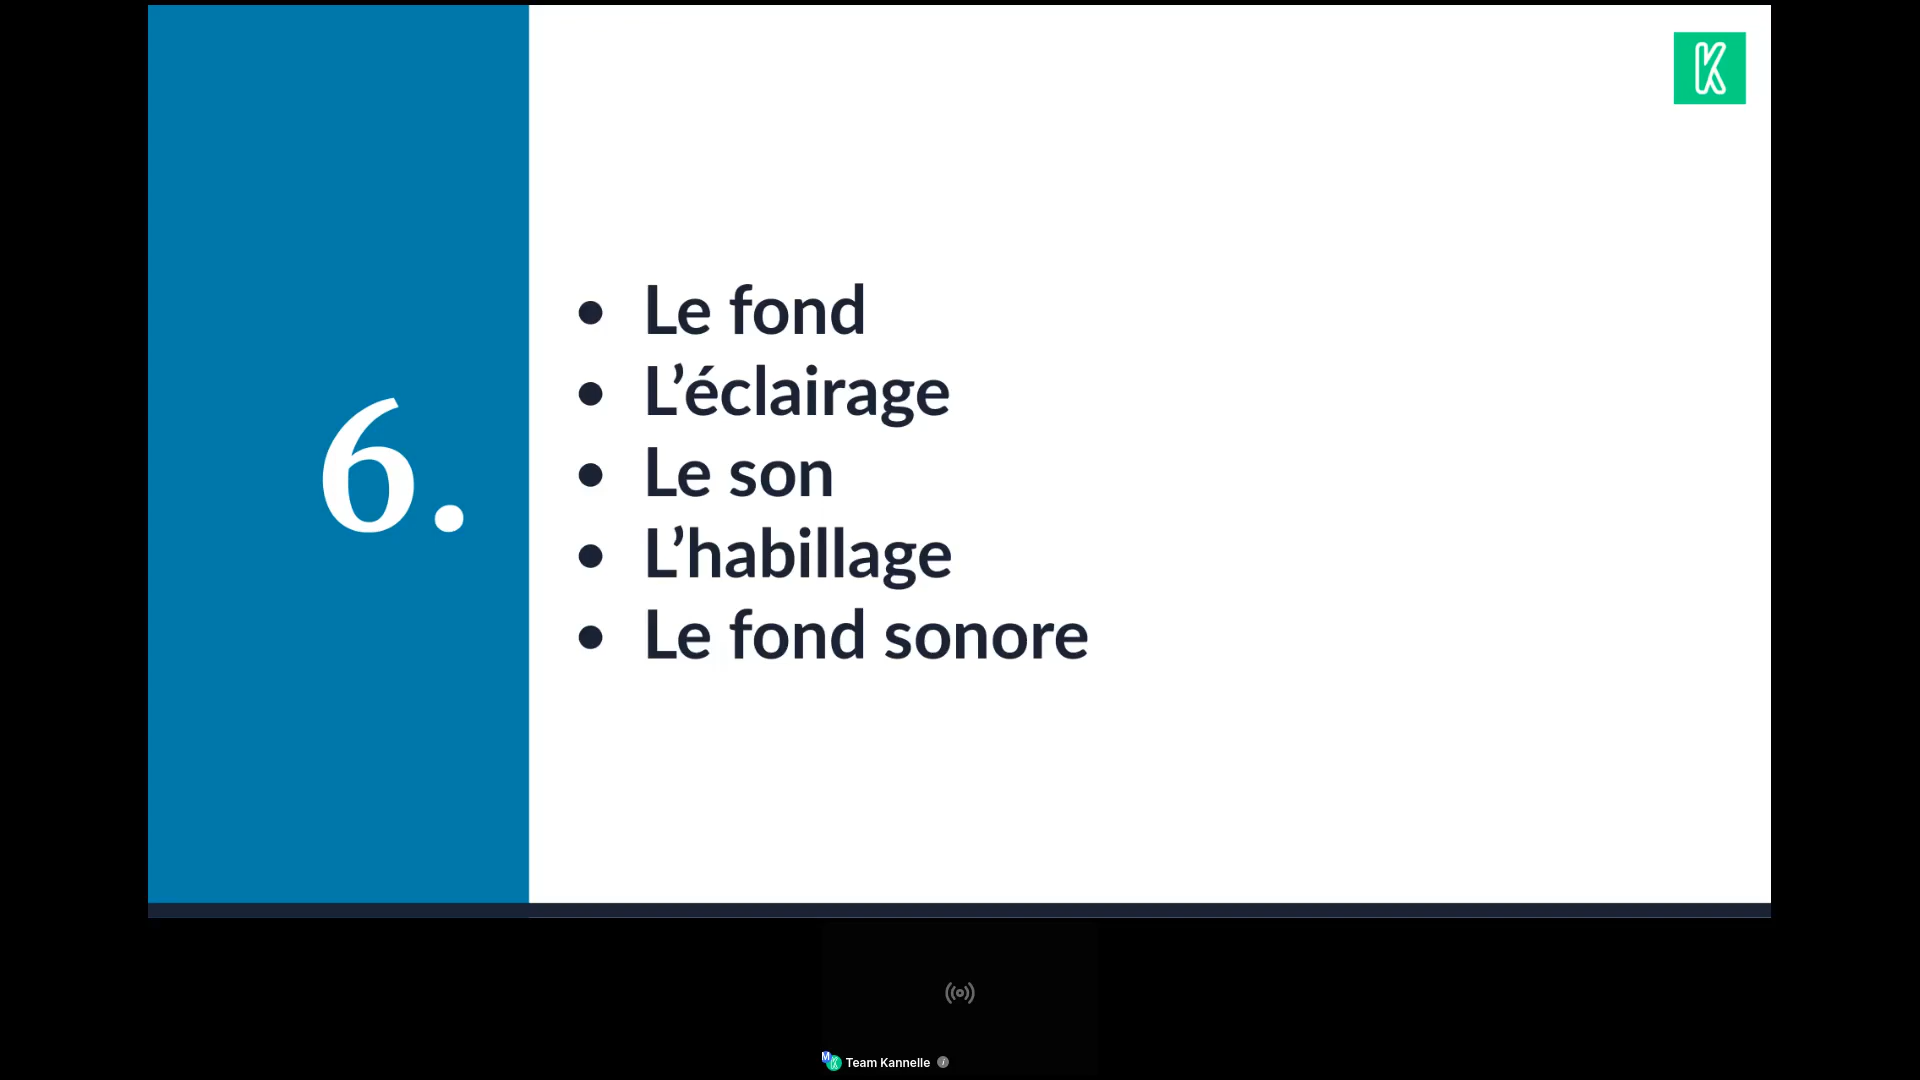 K
6.
• Le fond
• L’éclairage
• Le son
• L’habillage
• Le fond sonore
Team Kannelle